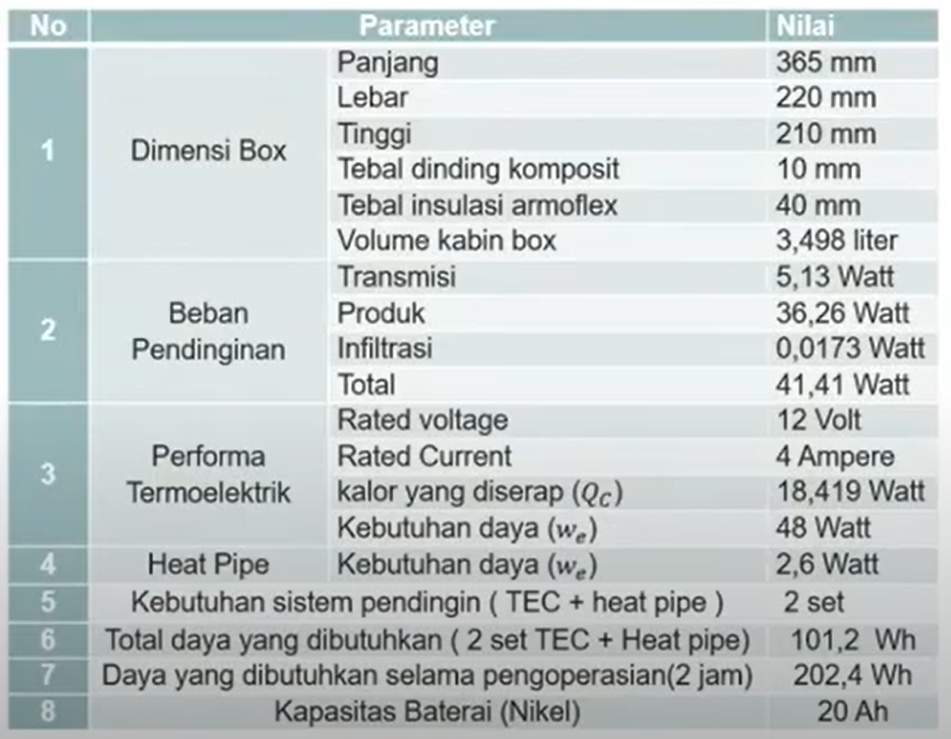 No Parameter Nilai
1 Dimensi Box Panjang 365 mm
Lebar 220 mm
Tinggi 210 mm
Tebal dinding komposit 10 mm
Tebal insulasi armoflex 40 mm
Volume kabin box 3,498 liter
2 Beban Pendinginan Transmisi 5,13 Watt
Produk 36,26 Watt
Infiltrasi 0,0173 Watt
Total 41,41 Watt
3 Performa Termoelektrik Rated voltage 12 Volt
Rated Current 4 Ampere
kalor yang diserap (Q_C) 18,419 Watt
Kebutuhan daya (w_e) 48 Watt
4 Heat Pipe Kebutuhan daya (w_e) 2,6 Watt
5 Kebutuhan sistem pendingin ( TEC + heat pipe ) 2 set
6 Total daya yang dibutuhkan ( 2 set TEC + Heat pipe) 101,2 Wh
7 Daya yang dibutuhkan selama pengoperasian(2 jam) 202,4 Wh
8 Kapasitas Baterai (Nikel) 20 Ah